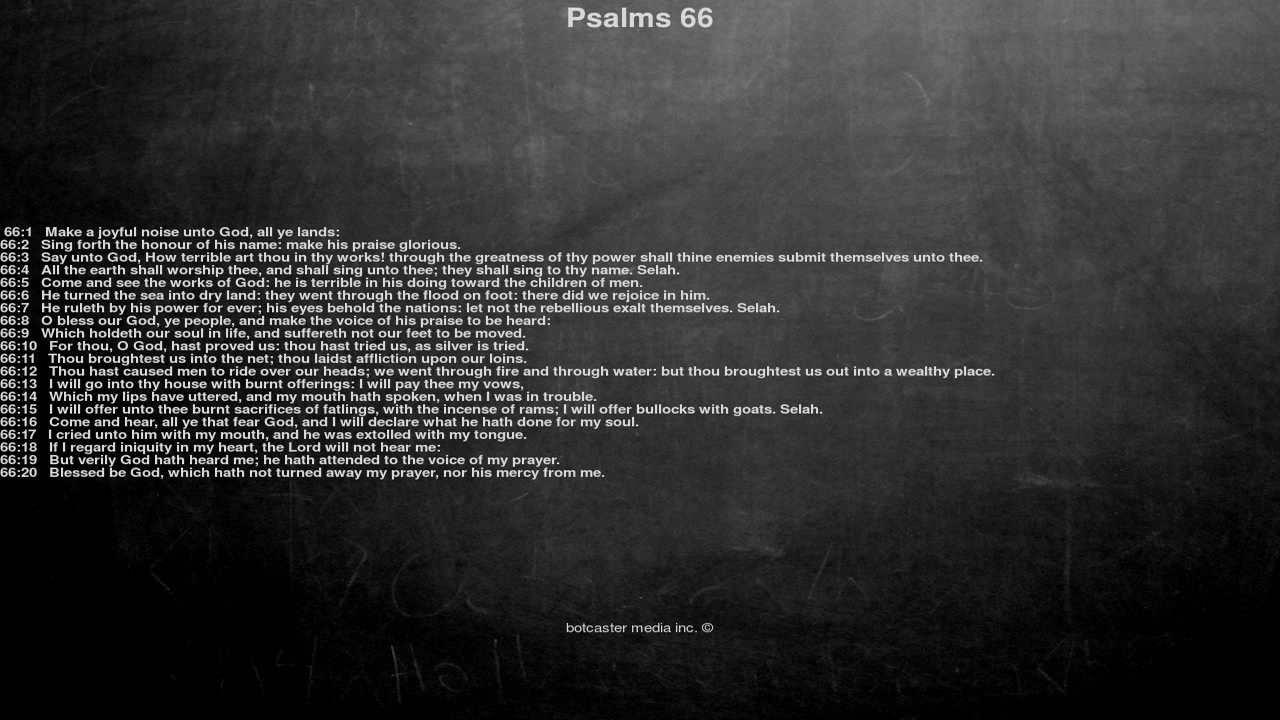 Psalms 66
66:1 Make a joyful noise unto God, all ye lands:
66:2 Sing forth the honour of his name: make his praise glorious.
66:3 Say unto God, How terrible art thou in thy works! through the greatness of thy power shall thine enemies submit themselves unto thee.
66:4 All the earth shall worship thee, and shall sing unto thee; they shall sing to thy name. Selah.
66:5 Come and see the works of God: he is terrible in his doing toward the children of men.
66:6 He turned the sea into dry land: they went through the flood on foot: there did we rejoice in him.
66:7 He ruleth by his power for ever; his eyes behold the nations: let not the rebellious exalt themselves. Selah.
66:8 O bless our God, ye people, and make the voice of his praise to be heard:
66:9 Which holdeth our soul in life, and suffereth not our feet to be moved.
66:10 For thou, O God, hast proved us: thou hast tried us, as silver is tried.
66:11 Thou broughtest us into the net; thou laidst affliction upon our loins.
66:12 Thou hast caused men to ride over our heads; we went through fire and through water: but thou broughtest us out into a wealthy place.
66:13 I will go into thy house with burnt offerings: I will pay thee my vows,
66:14 Which my lips have uttered, and my mouth hath spoken, when I was in trouble.
66:15 I will offer unto thee burnt sacrifices of fatlings, with the incense of rams; I will offer bullocks with goats. Selah.
66:16 Come and hear, all ye that fear God, and I will declare what he hath done for my soul.
66:17 I cried unto him with my mouth, and he was extolled with my tongue.
66:18 If I regard iniquity in my heart, the Lord will not hear me:
66:19 But verily God hath heard me; he hath attended to the voice of my prayer.
66:20 Blessed be God, which hath not turned away my prayer, nor his mercy from me.
botcaster media inc. ©